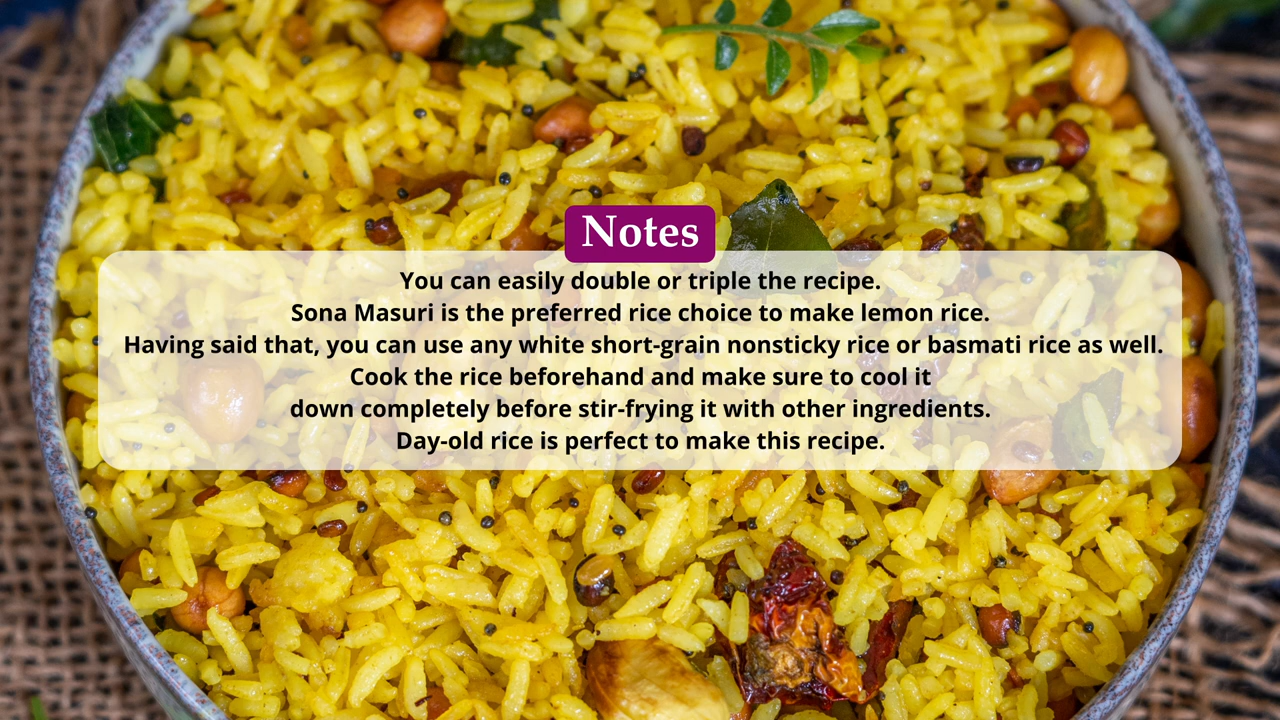 Notes
You can easily double or triple the recipe.
Sona Masuri is the preferred rice choice to make lemon rice.
Having said that, you can use any white short-grain nonsticky rice or basmati rice as well.
Cook the rice beforehand and make sure to cool it
down completely before stir-frying it with other ingredients.
Day-old rice is perfect to make this recipe.